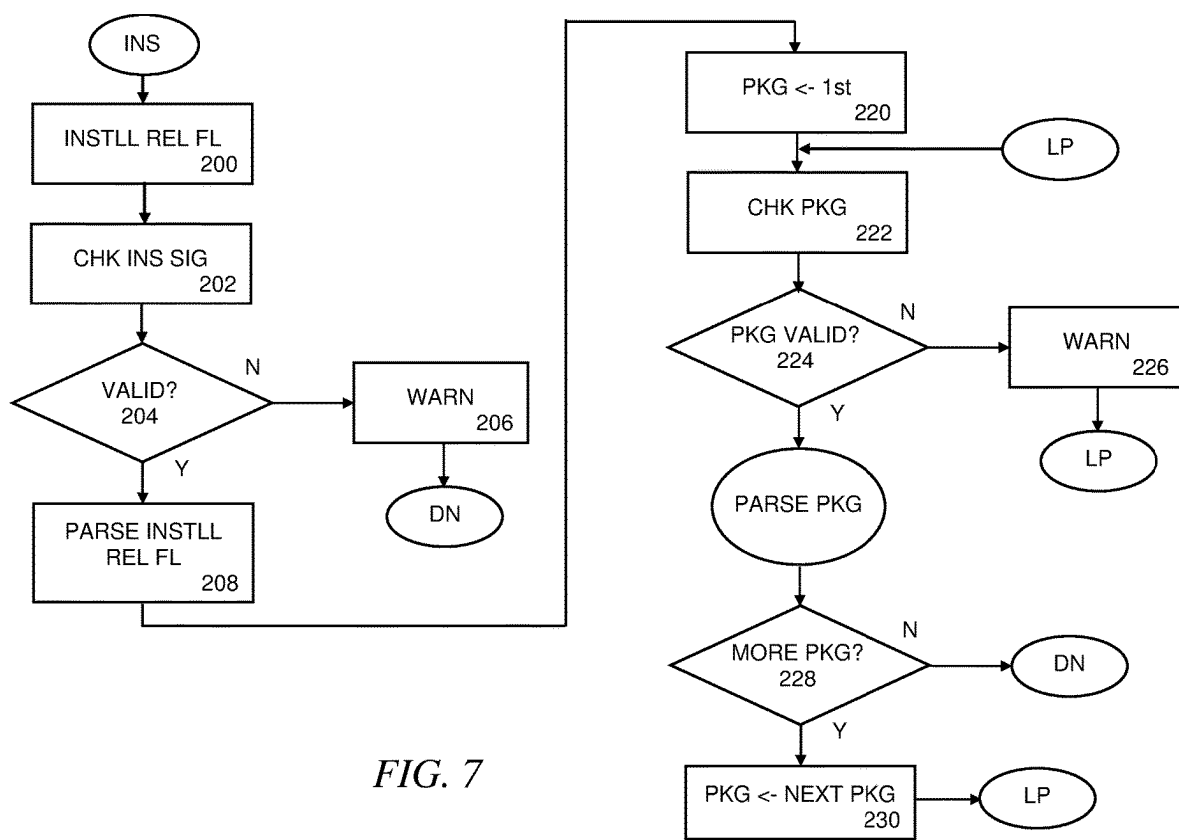 INS
INSTLL REL FL
200
CHK INS SIG
202
VALID?
204
N
Y
WARN
206
DN
PARSE INSTLL
REL FL
208
PKG <- 1st
220
LP
CHK PKG
222
PKG VALID?
224
N
Y
WARN
226
LP
PARSE PKG
MORE PKG?
228
N
Y
DN
PKG <- NEXT PKG
230
LP
FIG. 7